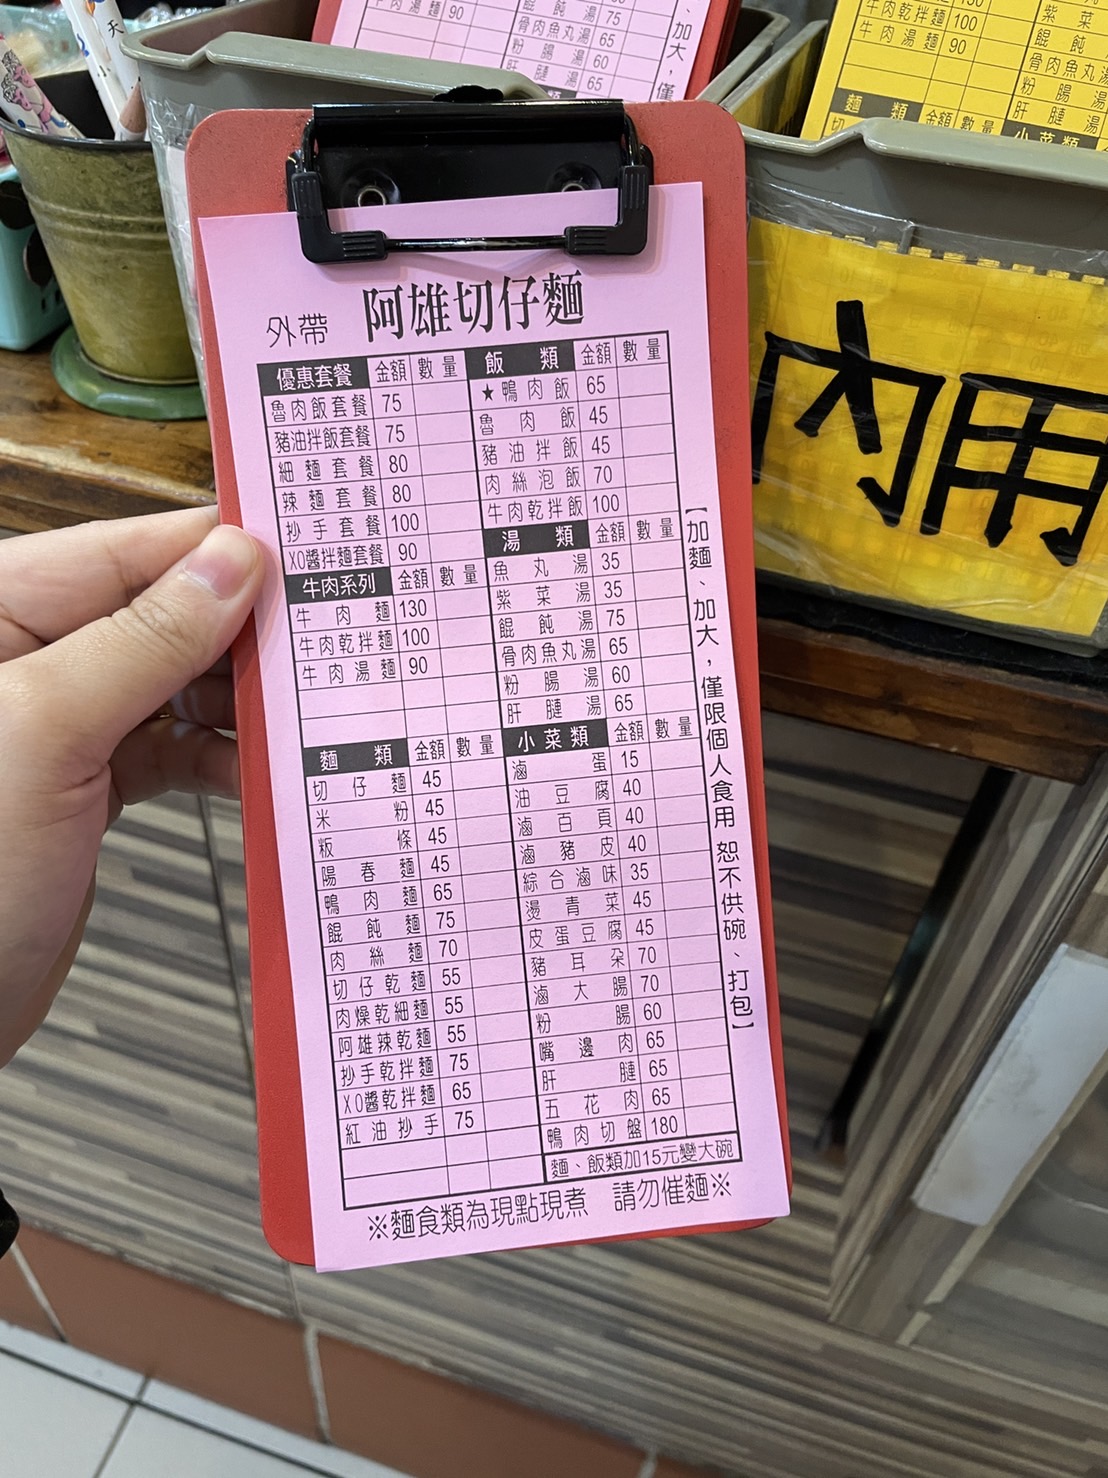 牛肉湯麵 90
餛飩湯 75
骨肉魚丸湯 65
粉腸湯 60
肝腱湯 65
加大，僅
牛肉乾拌麵 100
牛肉湯麵 90
麵類 金額 數量
紫菜
餛飩
骨肉魚丸湯
粉腸湯
肝腱湯
小菜類
內用
外帶 阿雄切仔麵
優惠套餐 金額 數量
魯肉飯套餐 75
豬油拌飯套餐 75
細麵套餐 80
辣麵套餐 80
抄手套餐 100
XO醬拌麵套餐 90
牛肉系列 金額 數量
牛肉麵 130
牛肉乾拌麵 100
牛肉湯麵 90
麵類 金額 數量
切仔麵 45
米粉 45
粄條 45
陽春麵 45
鴨肉麵 65
餛飩麵 75
肉絲麵 70
切仔乾麵 55
肉燥乾細麵 55
阿雄辣乾麵 55
抄手乾拌麵 75
XO醬乾拌麵 65
紅油抄手 75
飯類 金額 數量
★鴨肉飯 65
魯肉飯 45
豬油拌飯 45
肉絲泡飯 70
牛肉乾拌飯 100
湯類 金額 數量
魚丸湯 35
紫菜湯 35
餛飩湯 75
骨肉魚丸湯 65
粉腸湯 60
肝腱湯 65
小菜類 金額 數量
滷蛋 15
油豆腐 40
滷百頁 40
滷豬皮 40
綜合滷味 35
燙青菜 45
皮蛋豆腐 45
豬耳朵 70
滷大腸 70
粉腸 60
嘴邊肉 65
肝腱 65
五花肉 65
鴨肉切盤 180
麵、飯類加15元變大碗
【加麵、加大，僅限個人食用 恕不供碗、打包】
※麵食類為現點現煮 請勿催麵※